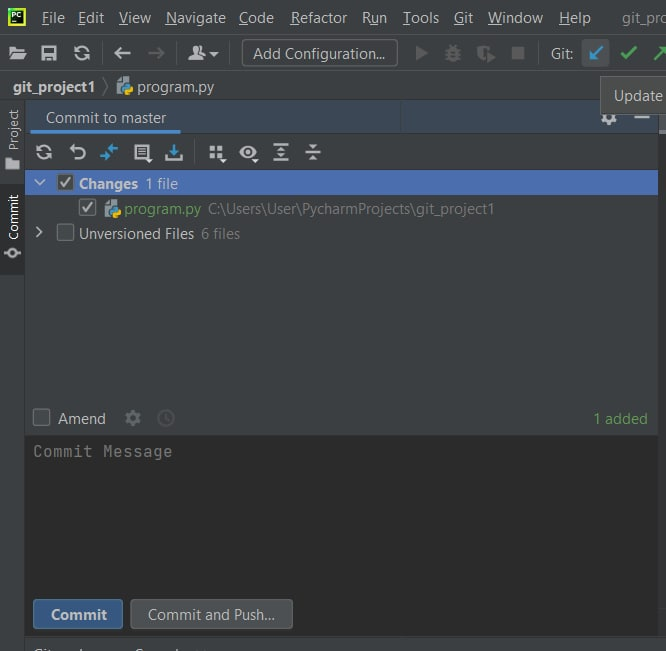 PC File Edit View Navigate Code Refactor Run Tools Git Window Help git_pro
Add Configuration... Git:
git_project1 program.py
Update
Project
Commit
Commit to master
Changes 1 file
program.py C:\Users\User\PycharmProjects\git_project1
Unversioned Files 6 files
Amend 1 added
Commit Message
Commit Commit and Push...